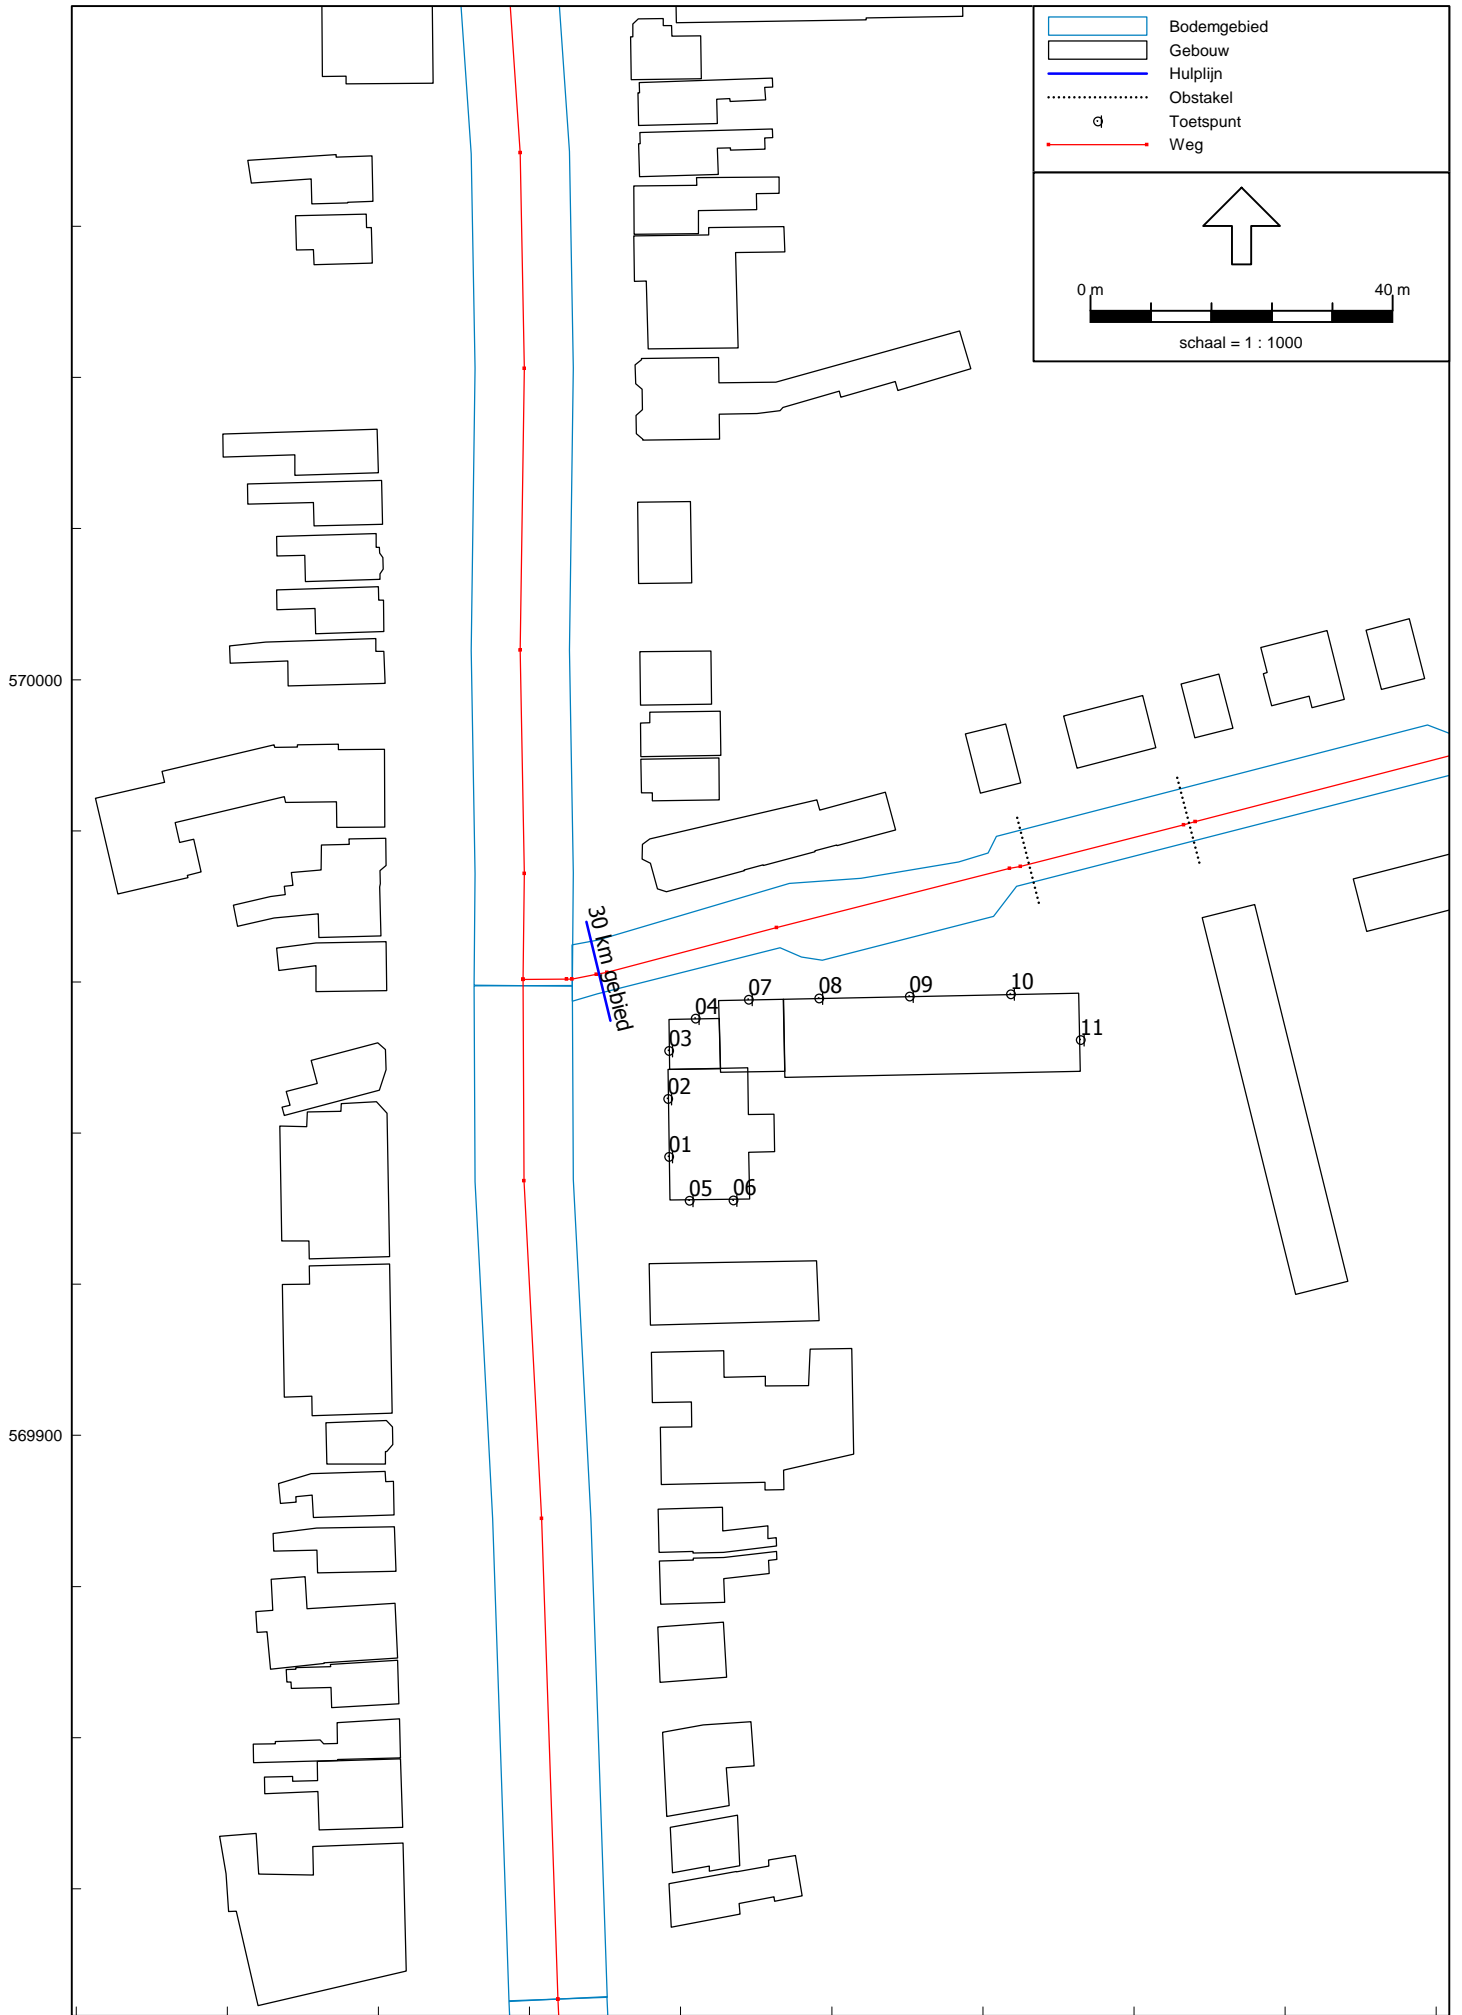 Bodemgebied
Gebouw
Hulplijn
Obstakel
Toetspunt
Weg
0 m 40 m
schaal = 1 : 1000
570000
30 km gebied
07 08 09 10
04
11
03
02
01
05 06
569900